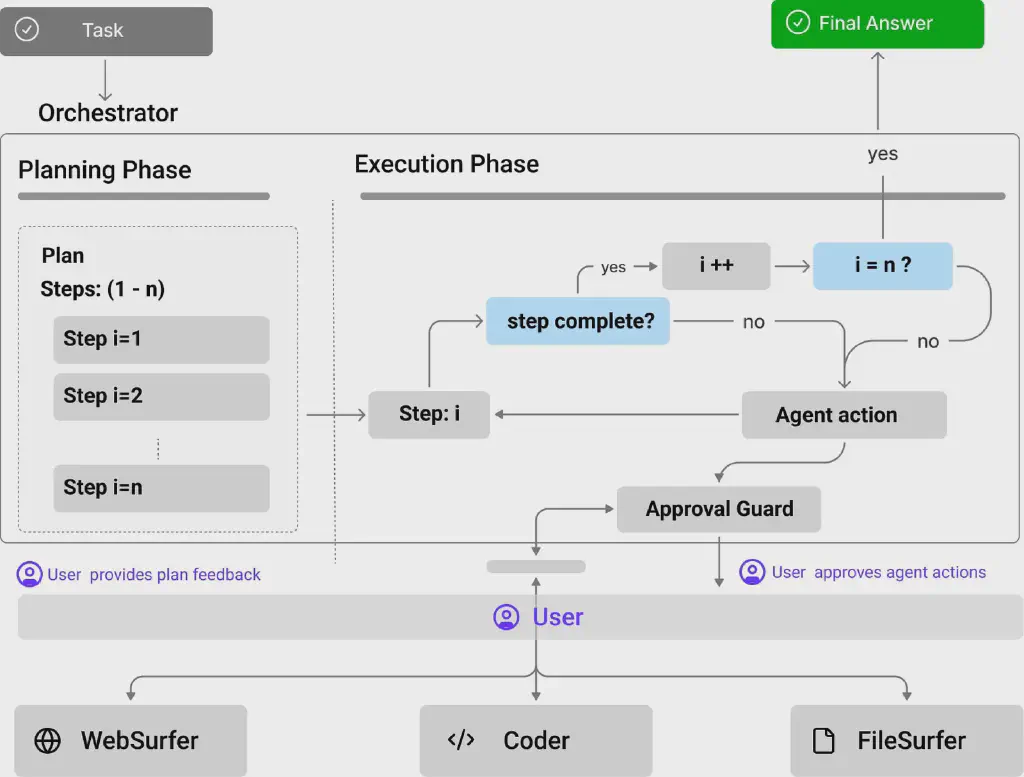 Task
Final Answer
Orchestrator
Planning Phase
Execution Phase
yes
Plan
Steps: (1 - n)
Step i=1
Step i=2
Step i=n
yes
i ++
i = n ?
step complete?
no
no
Step: i
Agent action
Approval Guard
User provides plan feedback
User approves agent actions
User
WebSurfer
</> Coder
FileSurfer